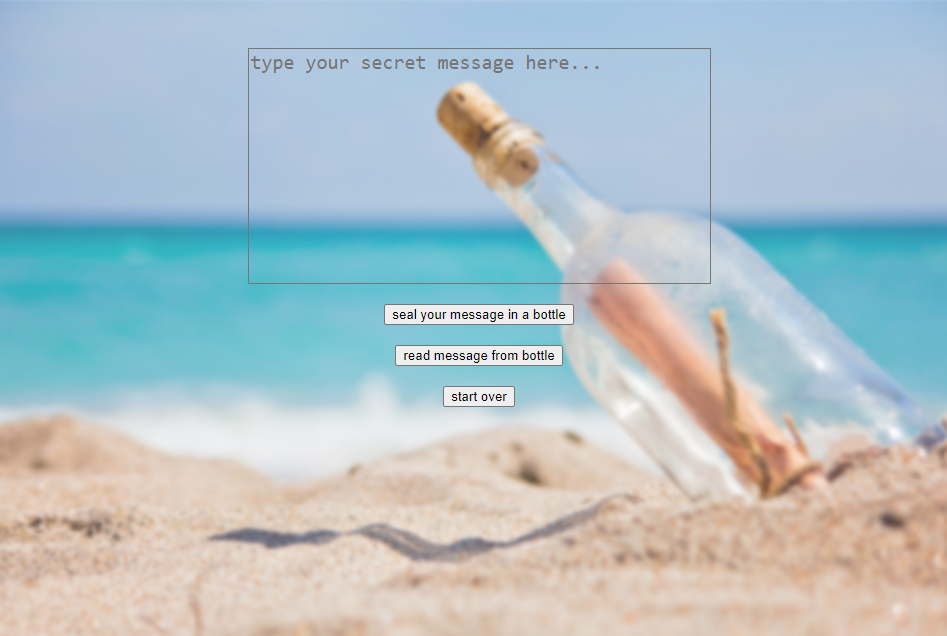 type your secret message here...
seal your message in a bottle
read message from bottle
start over